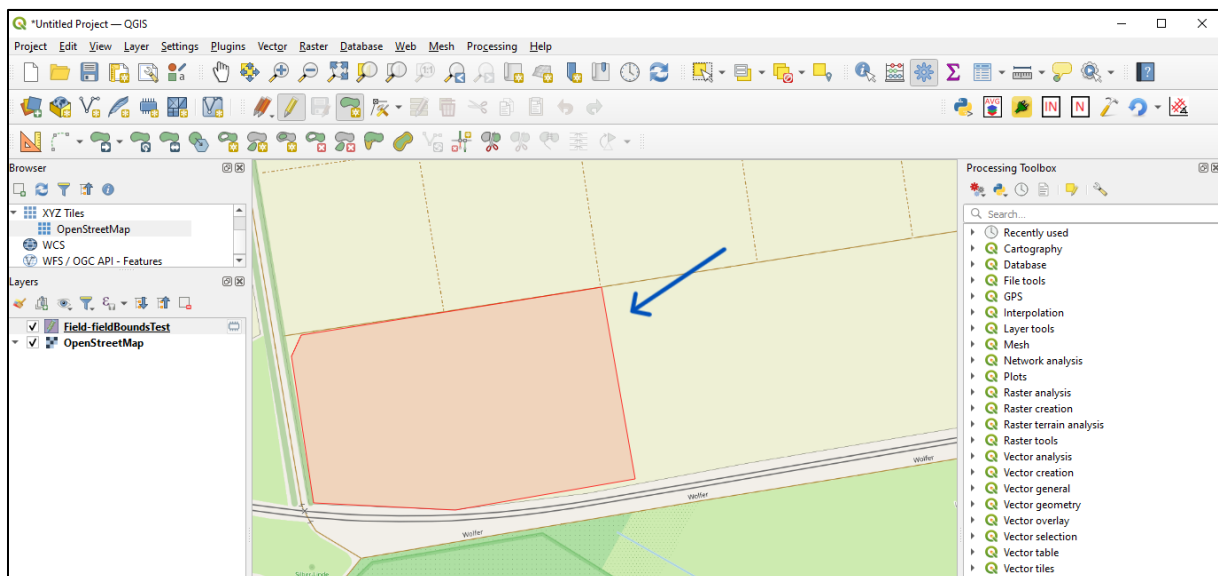 *Untitled Project — QGIS
Project Edit View Layer Settings Plugins Vector Raster Database Web Mesh Processing Help
AVG IN N
Browser
XYZ Tiles
OpenStreetMap
WCS
WFS / OGC API - Features
Layers
Field-fieldBoundsTest
OpenStreetMap
Wolfer
Wolfer
Wolfer
Processing Toolbox
Search...
Recently used
Cartography
Database
File tools
GPS
Interpolation
Layer tools
Mesh
Network analysis
Plots
Raster analysis
Raster creation
Raster terrain analysis
Raster tools
Vector analysis
Vector creation
Vector general
Vector geometry
Vector overlay
Vector selection
Vector table
Vector tiles